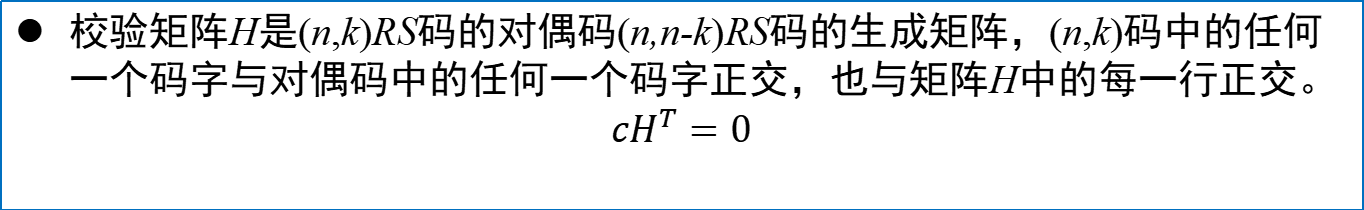 ● 校验矩阵H是(n,k)RS码的对偶码(n,n-k)RS码的生成矩阵，(n,k)码中的任何
一个码字与对偶码中的任何一个码字正交，也与矩阵H中的每一行正交。
cHᵀ = 0